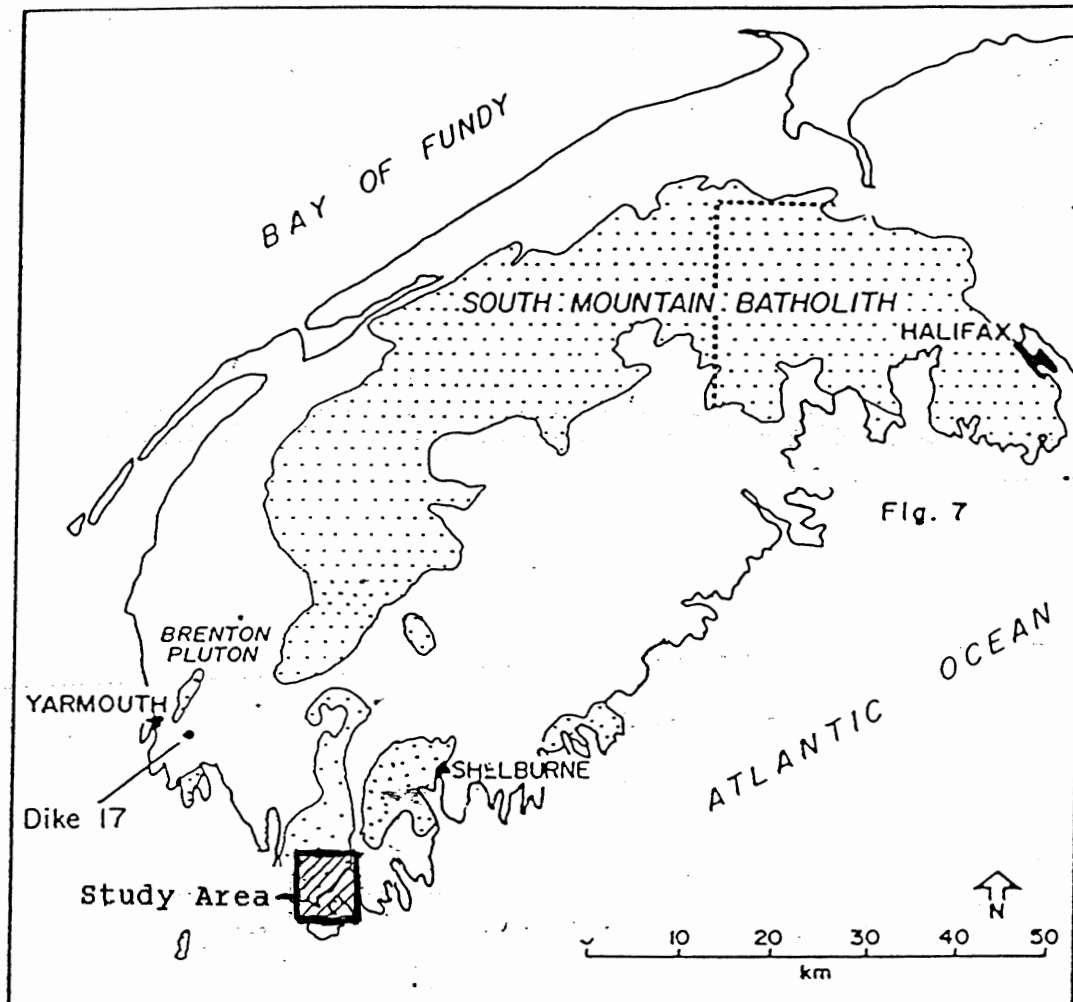 BAY OF FUNDY
SOUTH MOUNTAIN BATHOLITH
HALIFAX
Fig. 7
BRENTON
PLUTON
YARMOUTH
SHELBURNE
ATLANTIC OCEAN
Dike 17
Study Area
N
10 20 30 40 50
km